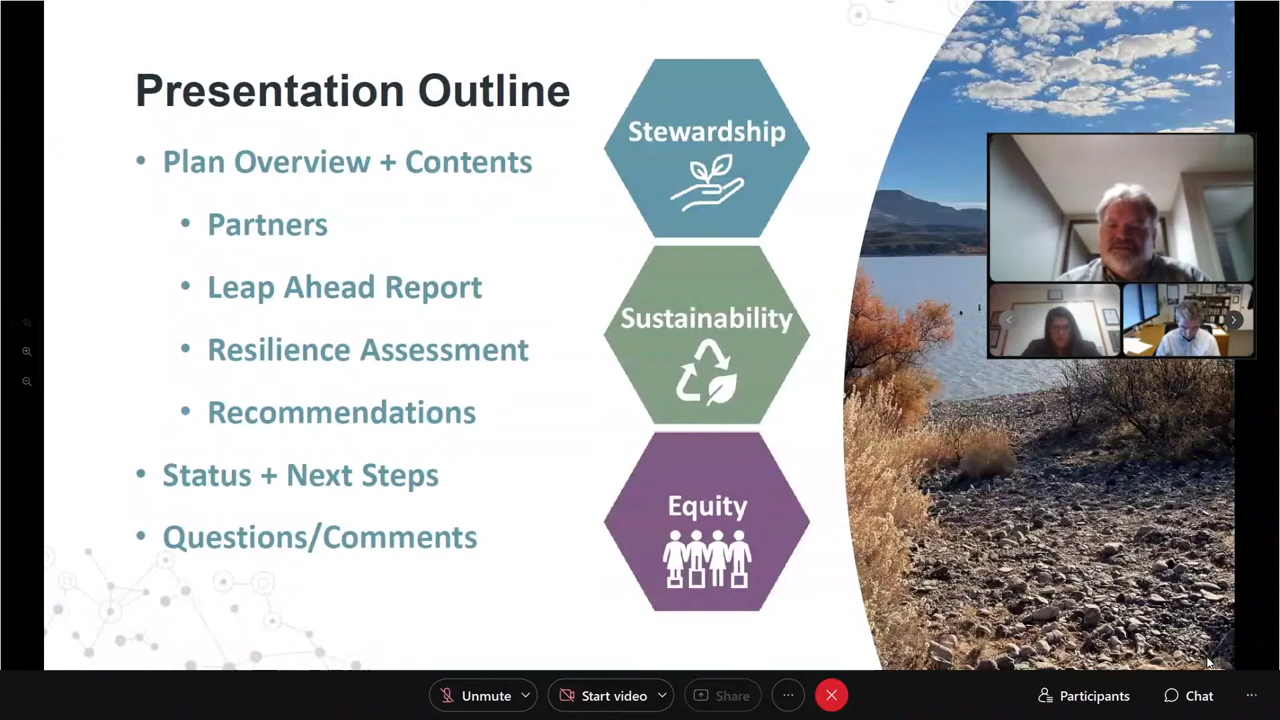 Presentation Outline
• Plan Overview + Contents
• Partners
• Leap Ahead Report
• Resilience Assessment
• Recommendations
• Status + Next Steps
• Questions/Comments
Stewardship
Sustainability
Equity
Unmute
Start video
Share
Participants
Chat